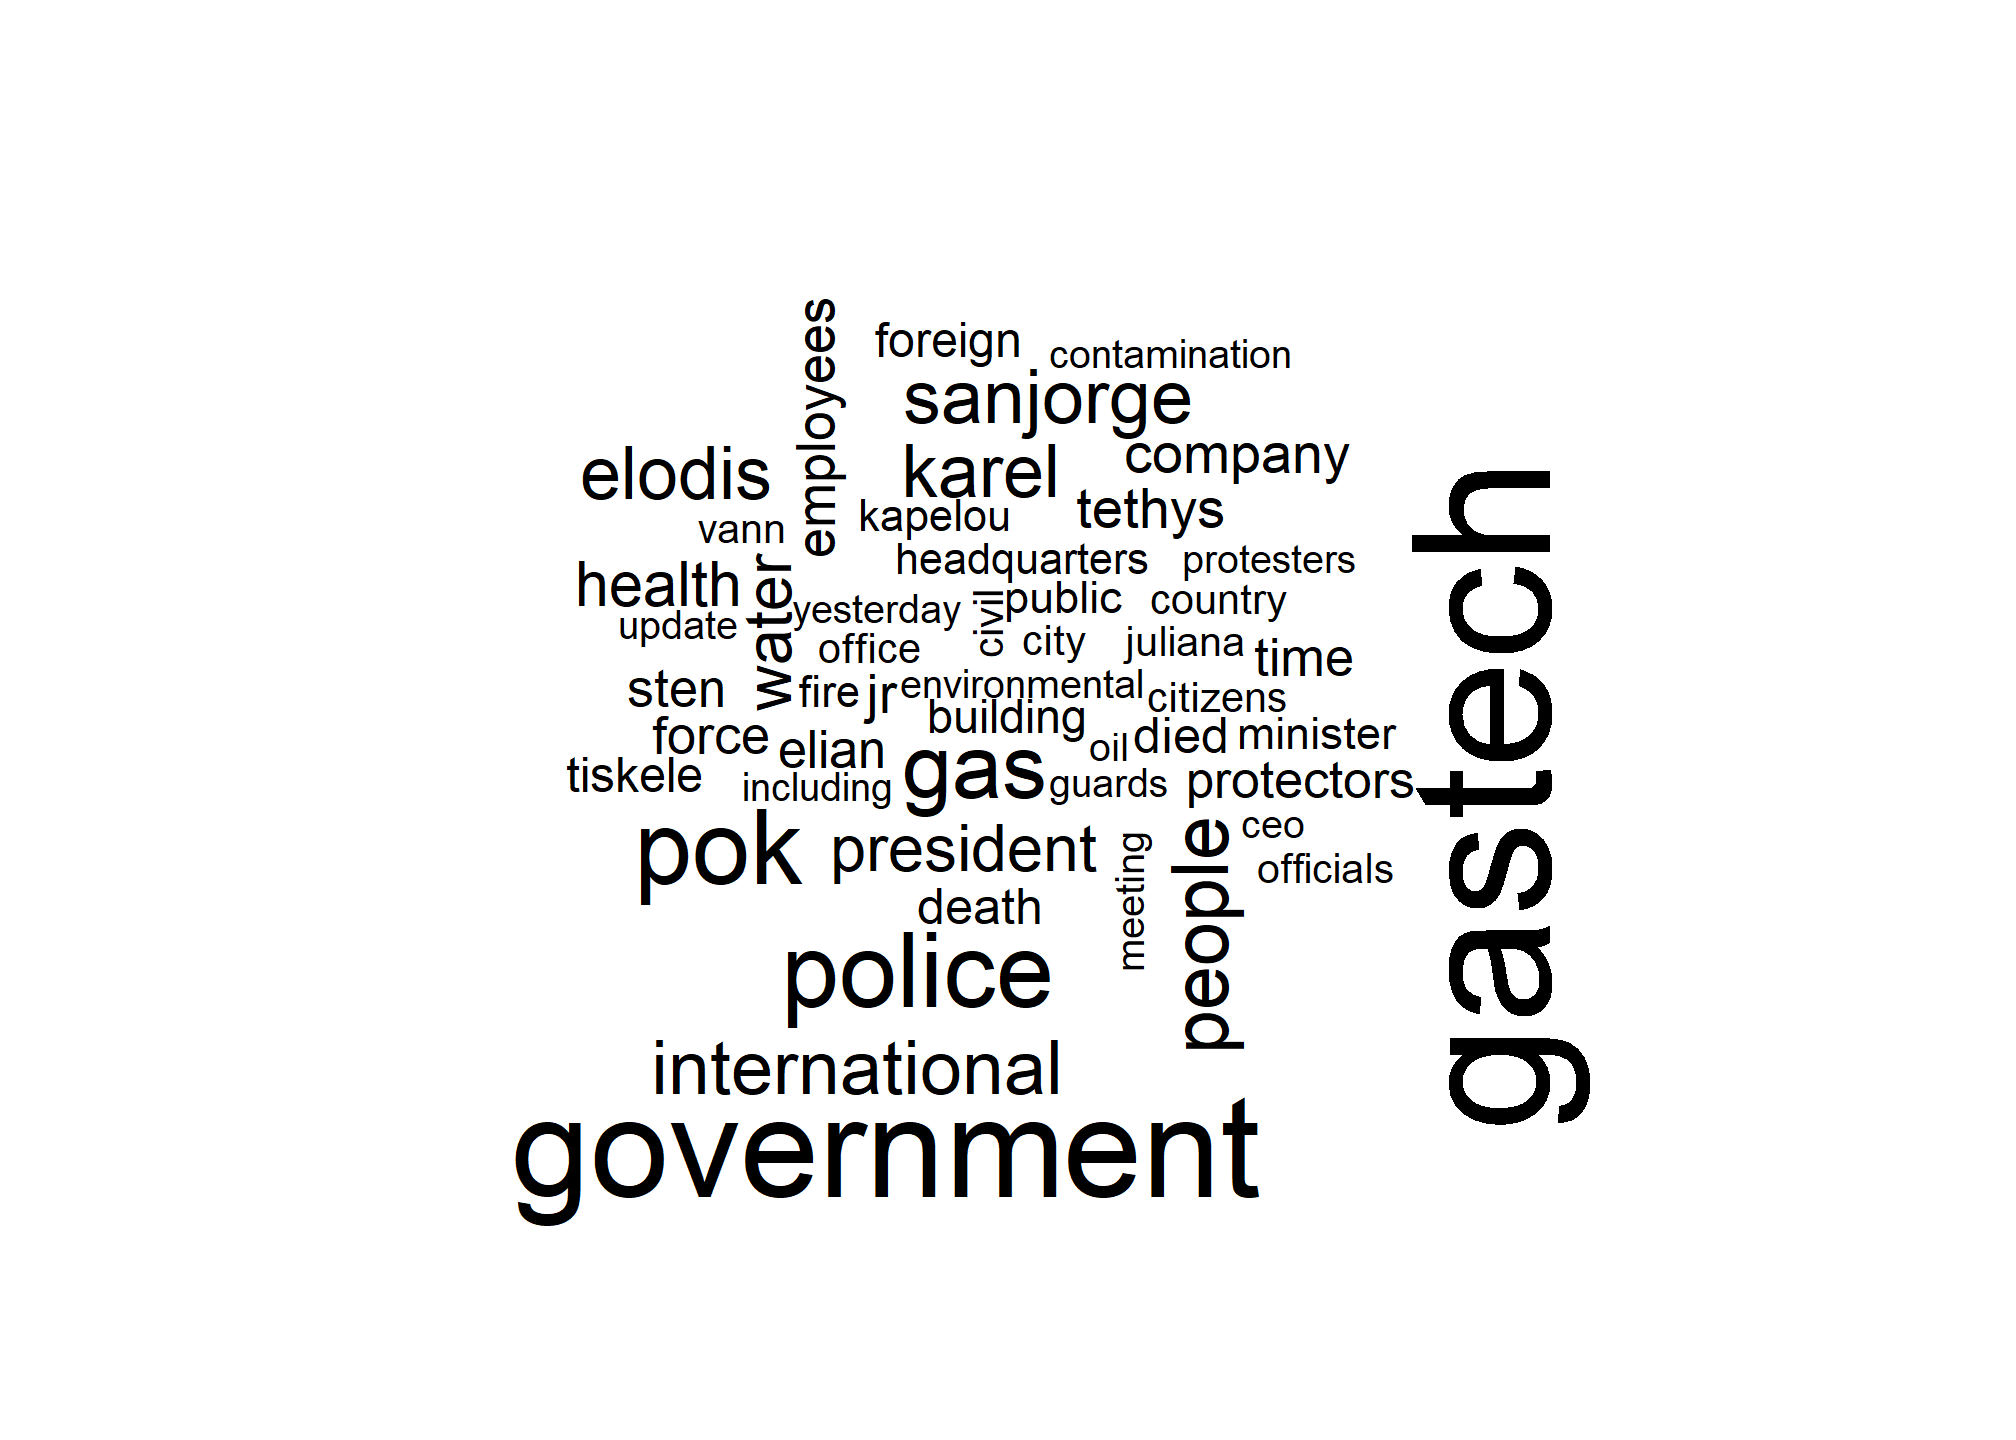 employees
foreign
contamination
sanjorge
elodis
karel
company
vann
kapelou
tethys
headquarters
protesters
health
water
yesterday
civil
public
country
update
office
city
juliana
time
sten
fire
jr
environmental
citizens
force
elian
building
oil
died
minister
tiskele
including
gas
guards
protectors
gastech
pok
president
meeting
people
ceo
officials
death
police
international
government